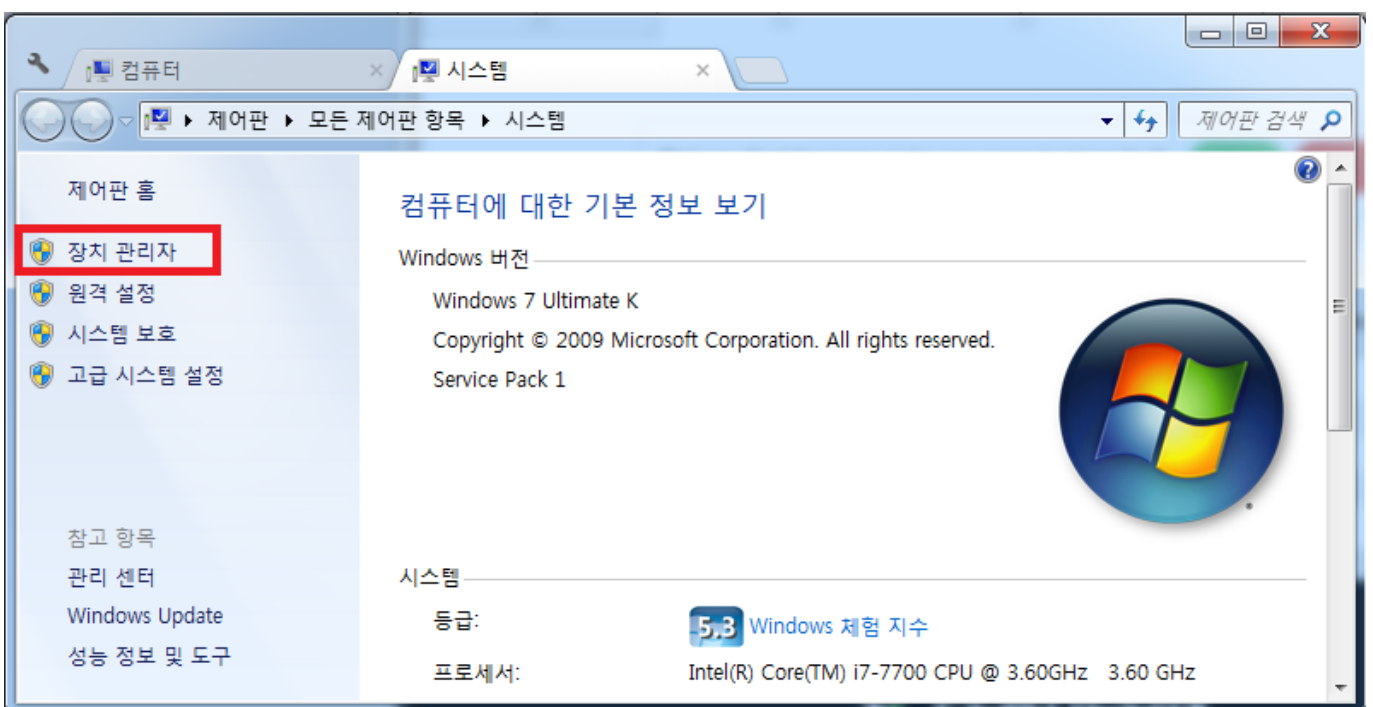 컴퓨터
시스템
제어판 ▸ 모든 제어판 항목 ▸ 시스템
제어판 검색
제어판 홈
장치 관리자
원격 설정
시스템 보호
고급 시스템 설정
참고 항목
관리 센터
Windows Update
성능 정보 및 도구
컴퓨터에 대한 기본 정보 보기
Windows 버전
Windows 7 Ultimate K
Copyright © 2009 Microsoft Corporation. All rights reserved.
Service Pack 1
시스템
등급: 5.3 Windows 체험 지수
프로세서: Intel(R) Core(TM) i7-7700 CPU @ 3.60GHz 3.60 GHz